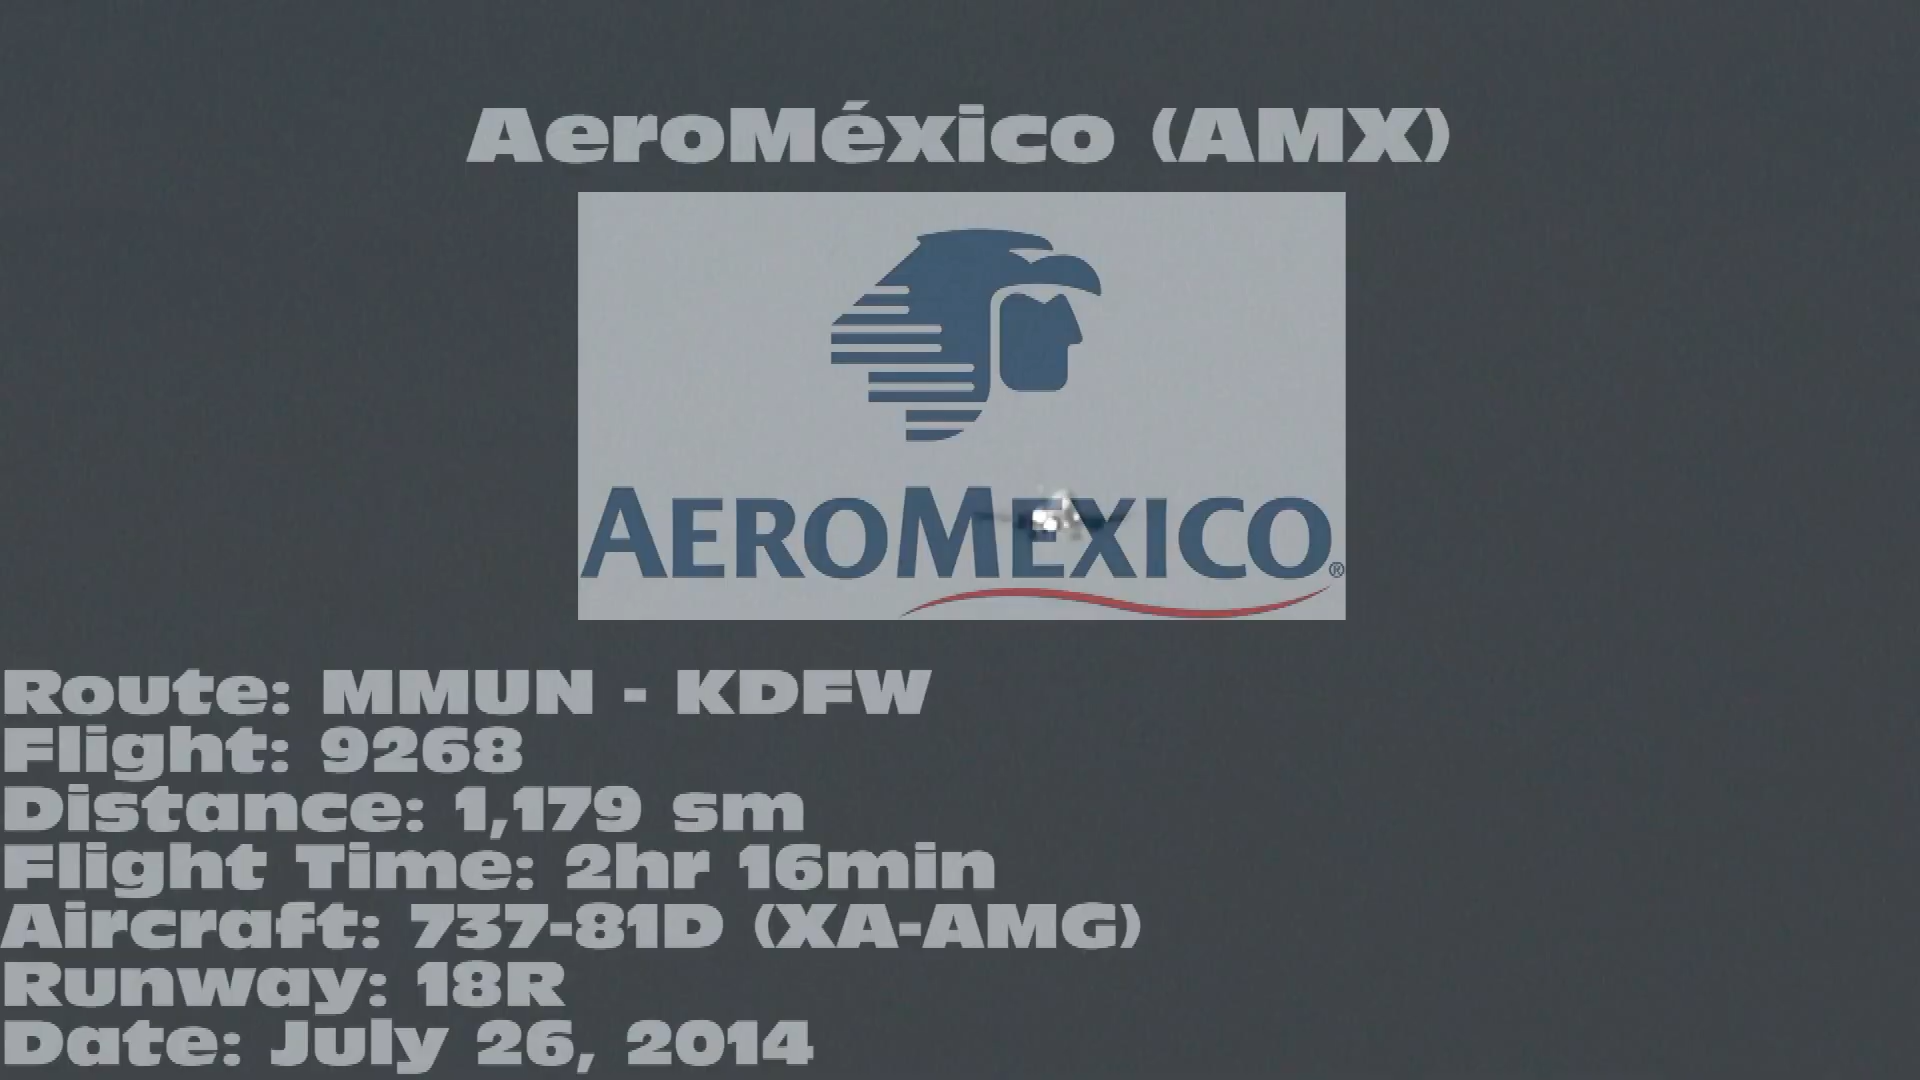 AeroMéxico (AMX)
AEROMEXICO®
Route: MMUN - KDFW
Flight: 9268
Distance: 1,179 sm
Flight Time: 2hr 16min
Aircraft: 737-81D (XA-AMG)
Runway: 18R
Date: July 26, 2014